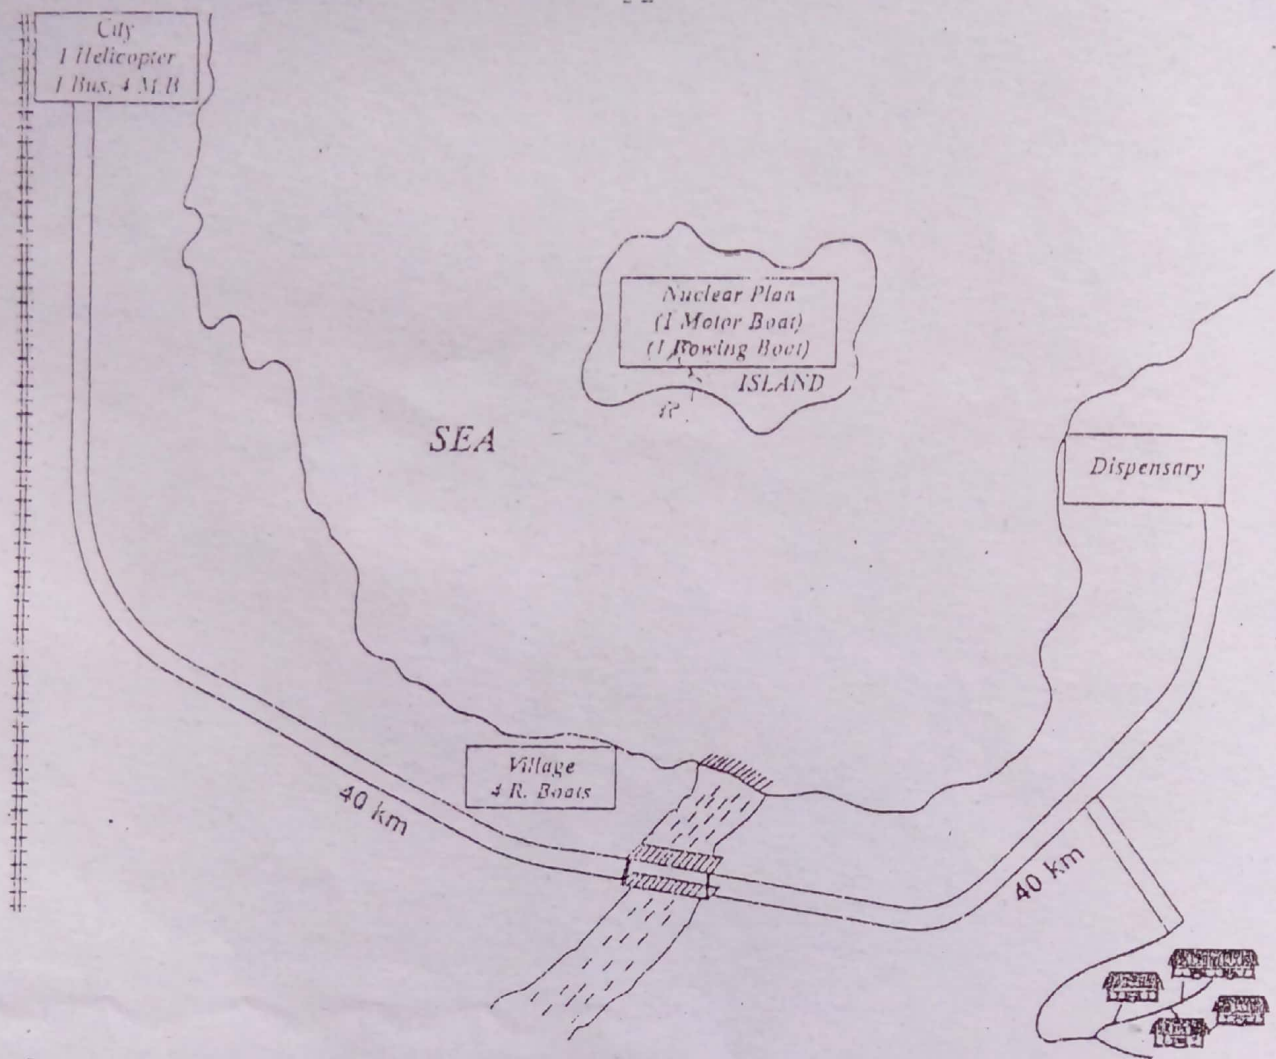 City
1 Helicopter
1 Bus, 4 M.B
Nuclear Plan
(1 Motor Boat)
(1 Rowing Boat)
ISLAND
SEA
Dispensary
Village
4 R. Boats
40 km
40 km